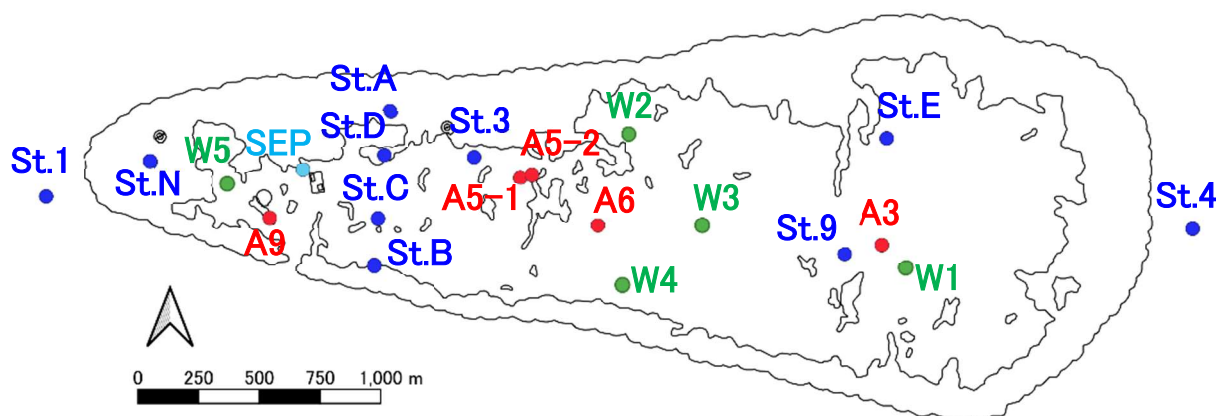 St.A
St.D
St.3
W2
St.E
St.1
St.N
W5
SEP
A5-2
St.C
A5-1
A6
W3
St.4
A9
St.B
St.9
A3
W4
W1
0 250 500 750 1,000 m